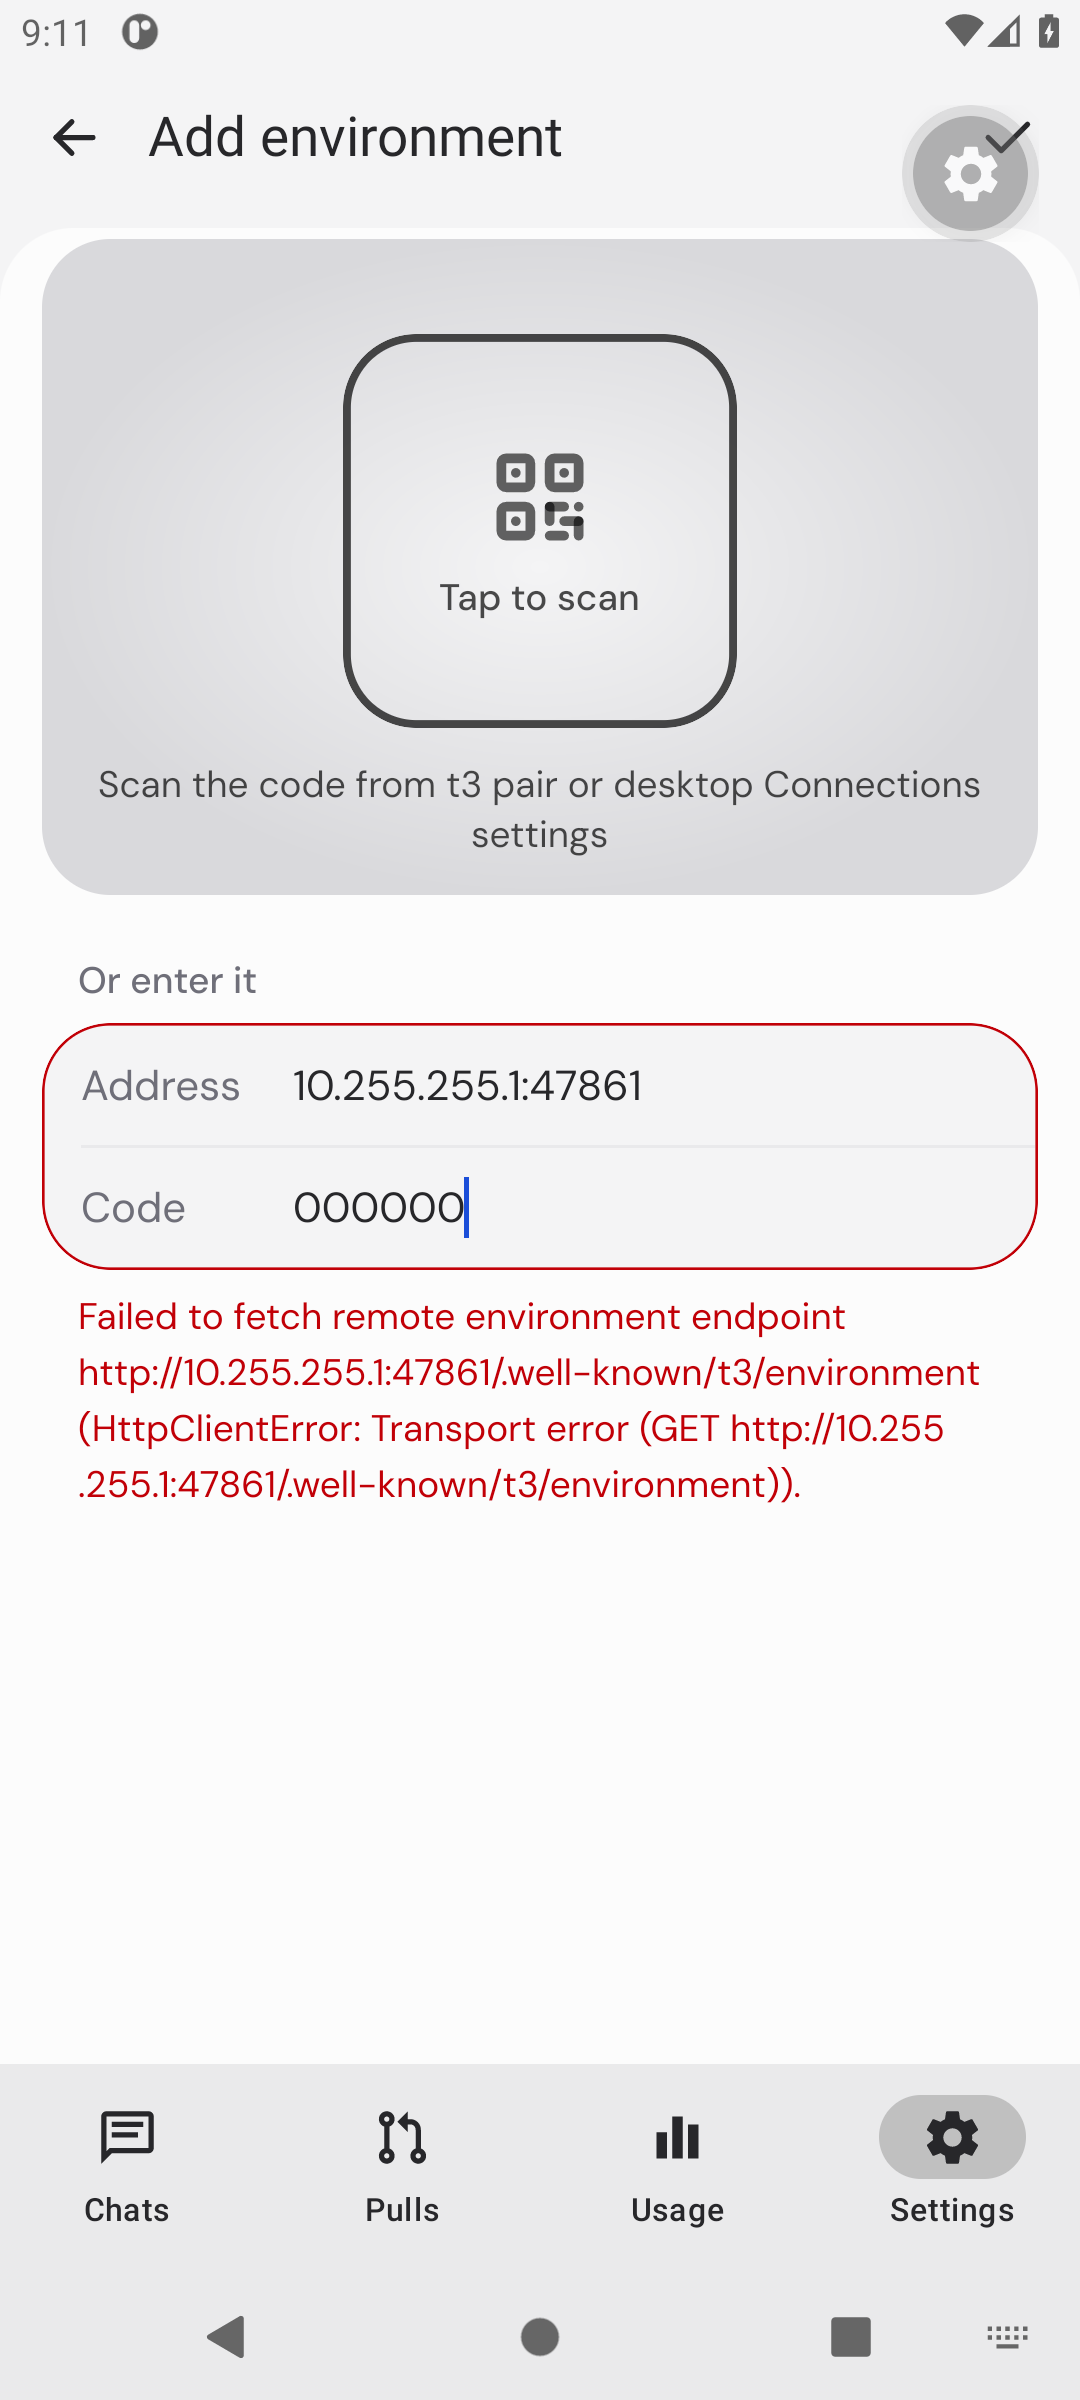 9:11
Add environment
Tap to scan
Scan the code from t3 pair or desktop Connections
settings
Or enter it
Address 10.255.255.1:47861
Code 000000
Failed to fetch remote environment endpoint
http://10.255.255.1:47861/.well-known/t3/environment
(HttpClientError: Transport error (GET http://10.255
.255.1:47861/.well-known/t3/environment)).
Chats Pulls Usage Settings